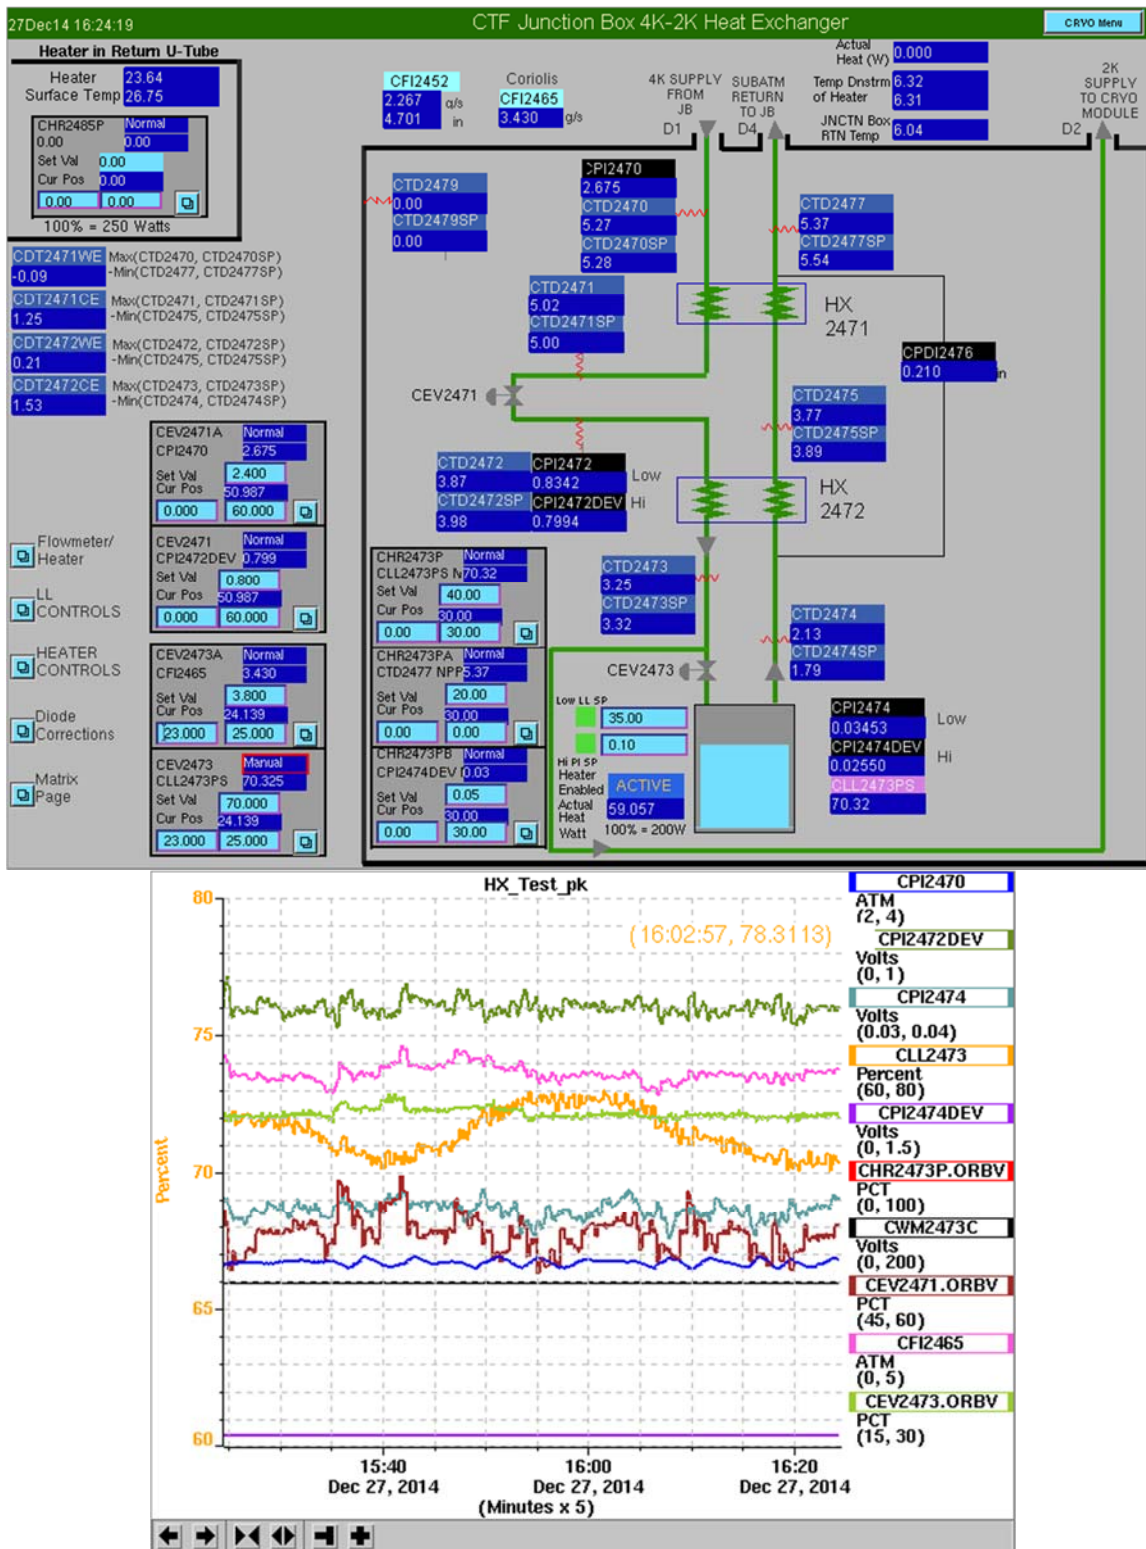 27Dec14 16:24:19
CTF Junction Box 4K-2K Heat Exchanger
CRYO Menu
Heater in Return U-Tube
Heater 23.64
Surface Temp 26.75
CHR2485P Normal
0.00 0.00
Set Val 0.00
Cur Pos 0.00
0.00 0.00
100% = 250 Watts
CFI2452
2.267 g/s
4.701 in
Coriolis
CFI2465
3.430 g/s
4K SUPPLY
FROM
JB
D1
SUBATM
RETURN
TO JB
D4
Actual
Heat (W) 0.000
Temp Dnstrm 6.32
of Heater 6.31
JNCTN Box
RTN Temp 6.04
2K
SUPPLY
TO CRYO
MODULE
D2
CTD2479
0.00
CTD2479SP
0.00
CPI2470
2.675
CTD2470
5.27
CTD2470SP
5.28
CTD2477
5.37
CTD2477SP
5.54
CDT2471WE Max(CTD2470, CTD2470SP)
-0.09 -Min(CTD2477, CTD2477SP)
CDT2471CE Max(CTD2471, CTD2471SP)
1.25 -Min(CTD2475, CTD2475SP)
CDT2472WE Max(CTD2472, CTD2472SP)
0.21 -Min(CTD2475, CTD2475SP)
CDT2472CE Max(CTD2473, CTD2473SP)
1.53 -Min(CTD2474, CTD2474SP)
CTD2471
5.02
CTD2471SP
5.00
HX
2471
CPDI2476
0.210 in
CEV2471
CTD2475
3.77
CTD2475SP
3.89
CTD2472
3.87
CTD2472SP
3.98
CPI2472
0.8342 Low
CPI2472DEV Hi
0.7994
HX
2472
CEV2471A Normal
CPI2470 2.675
Set Val 2.400
Cur Pos 50.987
0.000 60.000
CEV2471 Normal
CPI2472DEV 0.799
Set Val 0.800
Cur Pos 50.987
0.000 60.000
CEV2473A Normal
CFI2465 3.430
Set Val 3.800
Cur Pos 24.139
23.000 25.000
CEV2473 Manual
CLL2473PS 70.325
Set Val 70.000
Cur Pos 24.139
23.000 25.000
Flowmeter/
Heater
LL
CONTROLS
HEATER
CONTROLS
Diode
Corrections
Matrix
Page
CHR2473P Normal
CLL2473PS N 70.32
Set Val 40.00
Cur Pos 30.00
0.00 30.00
CHR2473PA Normal
CTD2477 NPP 5.37
Set Val 20.00
Cur Pos 30.00
0.00 0.00
CHR2473PB Normal
CPI2474DEV 0.03
Set Val 0.05
Cur Pos 30.00
0.00 30.00
CTD2473
3.25
CTD2473SP
3.32
CEV2473
CTD2474
2.13
CTD2474SP
1.79
Low LL SP
35.00
0.10
Hi PI SP
Heater
Enabled ACTIVE
Actual
Heat 59.057
Watt 100% = 200W
CPI2474
0.03453 Low
CPI2474DEV
0.02550 Hi
CLL2473PS
70.32
HX_Test_pk
(16:02:57, 78.3113)
80
75
70
65
60
Percent
15:40
Dec 27, 2014
16:00
Dec 27, 2014
16:20
Dec 27, 2014
(Minutes x 5)
CPI2470
ATM
(2, 4)
CPI2472DEV
Volts
(0, 1)
CPI2474
Volts
(0.03, 0.04)
CLL2473
Percent
(60, 80)
CPI2474DEV
Volts
(0, 1.5)
CHR2473P.ORBV
PCT
(0, 100)
CWM2473C
Volts
(0, 200)
CEV2471.ORBV
PCT
(45, 60)
CFI2465
ATM
(0, 5)
CEV2473.ORBV
PCT
(15, 30)